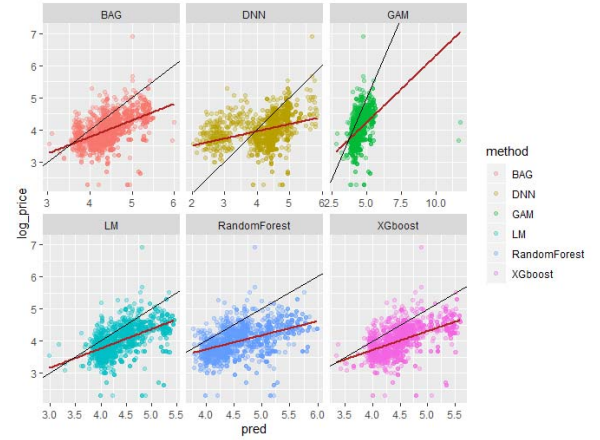 BAG DNN GAM
7
6
5
4
3
3 4 5 6 2 3 4 5 6 2.5 5.0 7.5 10.0
LM RandomForest XGboost
7
6
5
4
3
3.0 3.5 4.0 4.5 5.0 5.5 4.0 4.5 5.0 5.5 6.0 3.5 4.0 4.5 5.0 5.5
pred
log_price
method
BAG
DNN
GAM
LM
RandomForest
XGboost